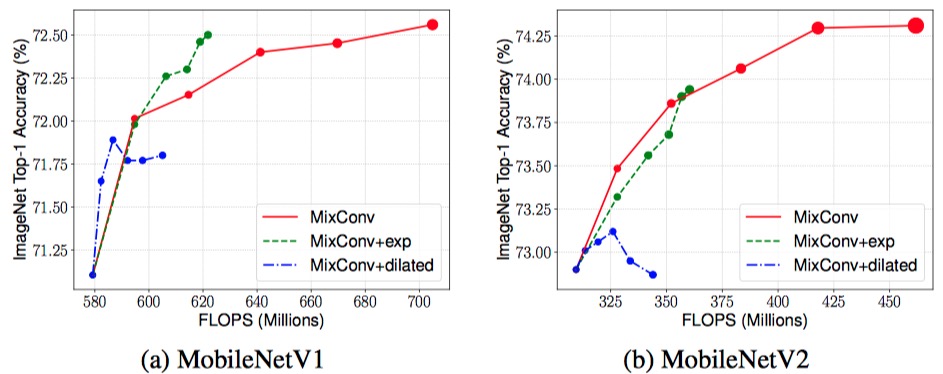 ImageNet Top-1 Accuracy (%)
72.50
72.25
72.00
71.75
71.50
71.25
MixConv
MixConv+exp
MixConv+dilated
580 600 620 640 660 680 700
FLOPS (Millions)
(a) MobileNetV1
ImageNet Top-1 Accuracy (%)
74.25
74.00
73.75
73.50
73.25
73.00
MixConv
MixConv+exp
MixConv+dilated
325 350 375 400 425 450
FLOPS (Millions)
(b) MobileNetV2